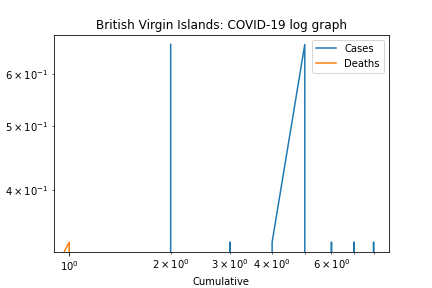 British Virgin Islands: COVID-19 log graph
Cases
Deaths
6 × 10⁻¹
5 × 10⁻¹
4 × 10⁻¹
10⁰
2 × 10⁰
3 × 10⁰
4 × 10⁰
6 × 10⁰
Cumulative